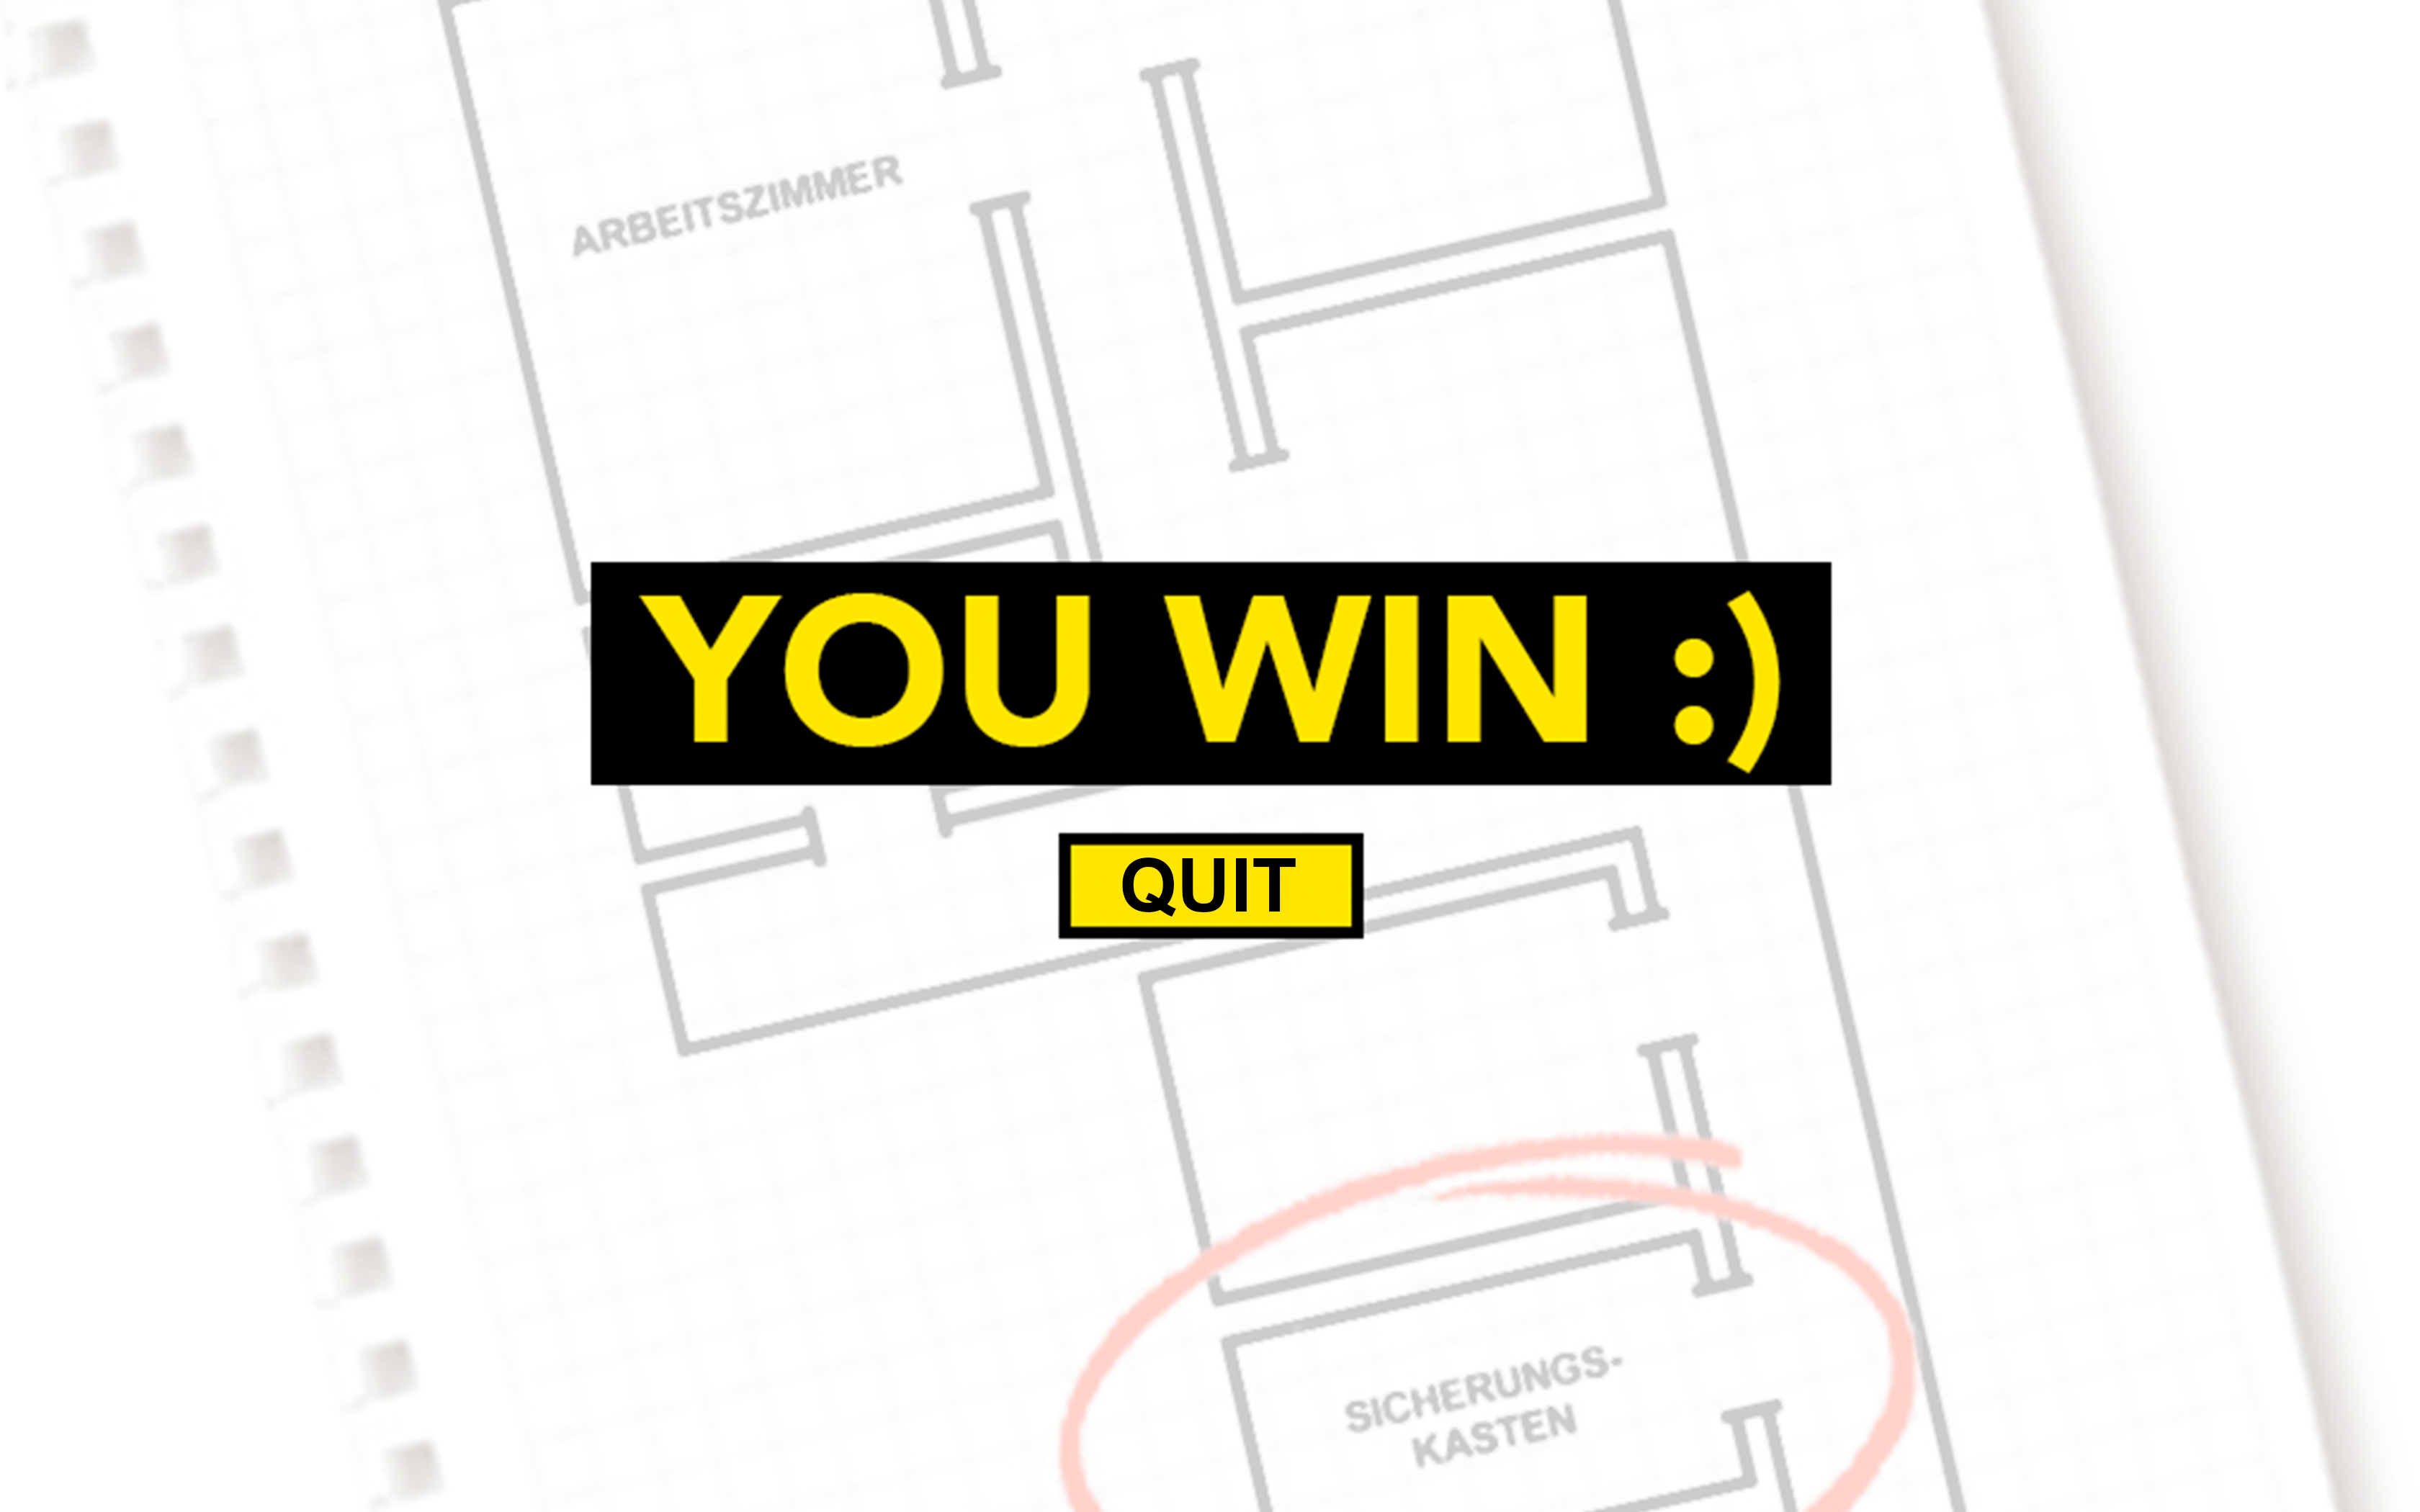 ARBEITSZIMMER
YOU WIN :)
QUIT
SICHERUNGS-
KASTEN